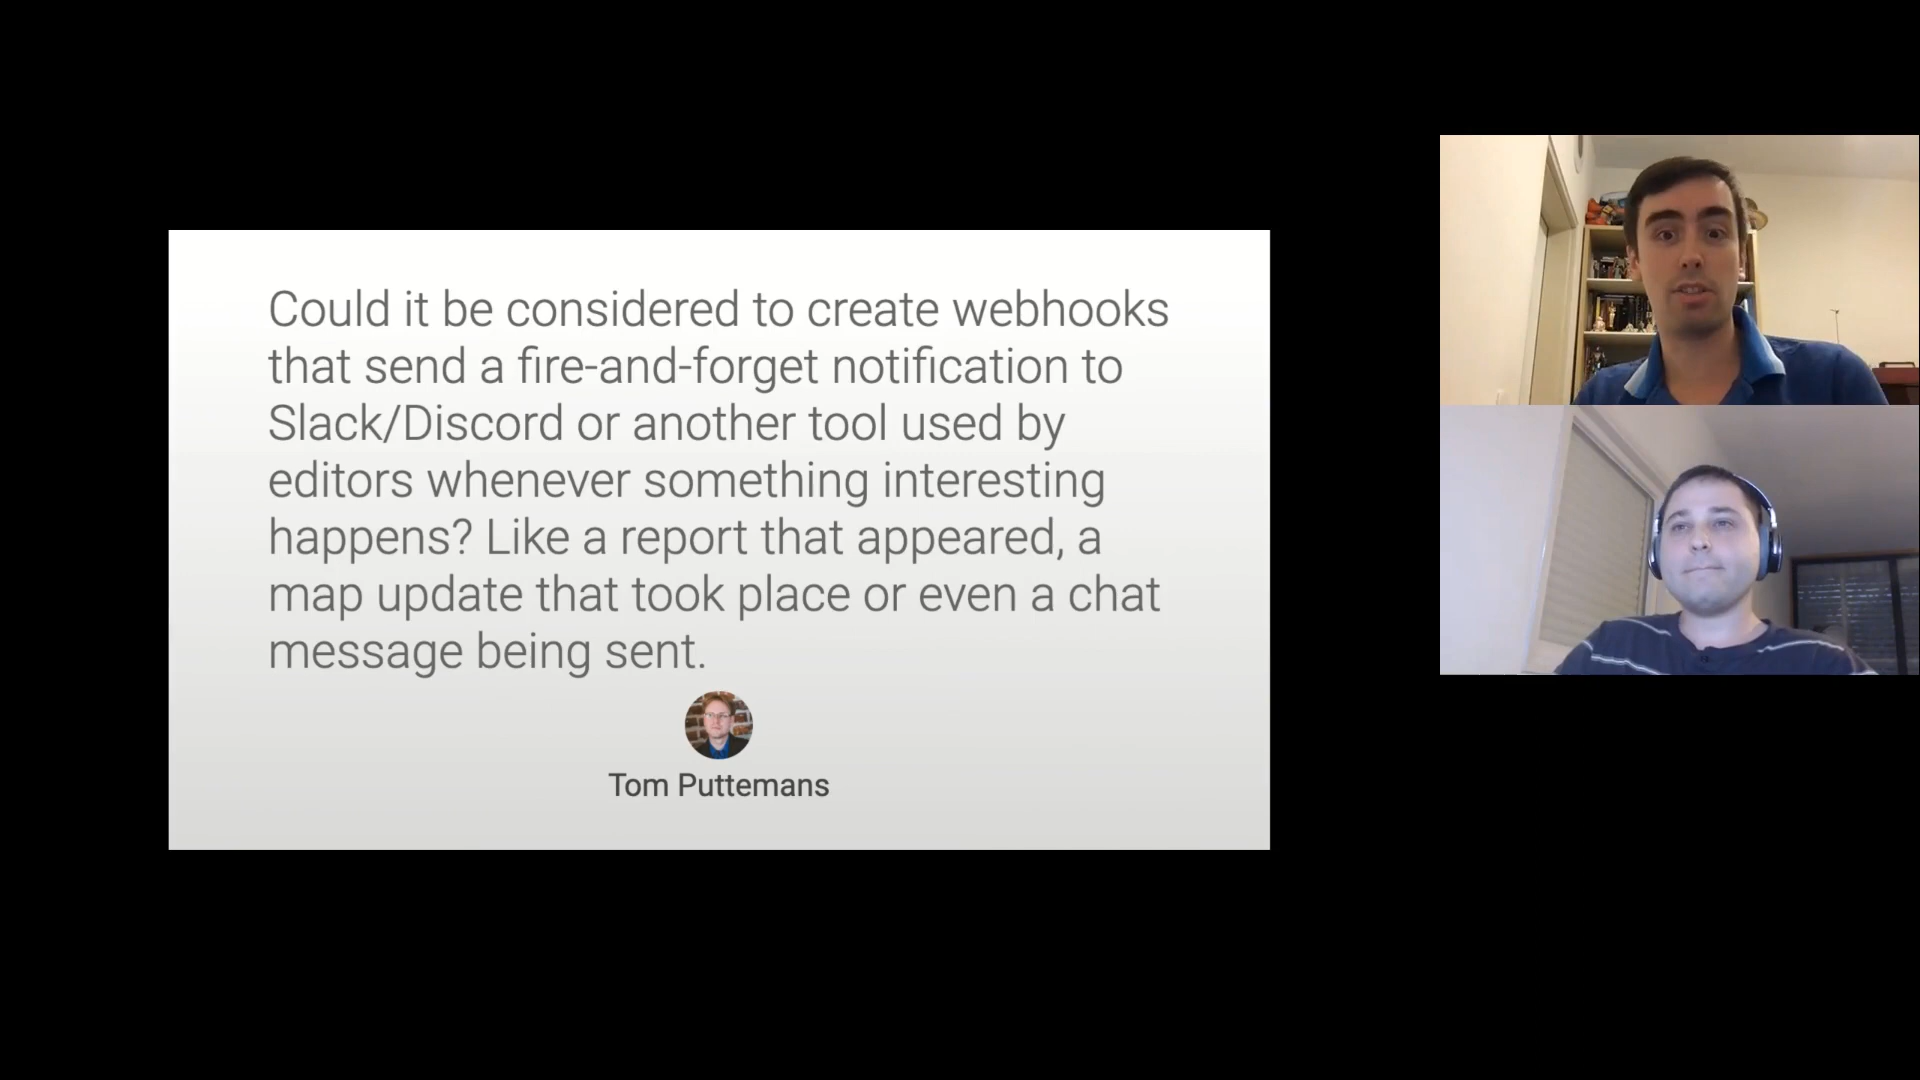 Could it be considered to create webhooks
that send a fire-and-forget notification to
Slack/Discord or another tool used by
editors whenever something interesting
happens? Like a report that appeared, a
map update that took place or even a chat
message being sent.
Tom Puttemans